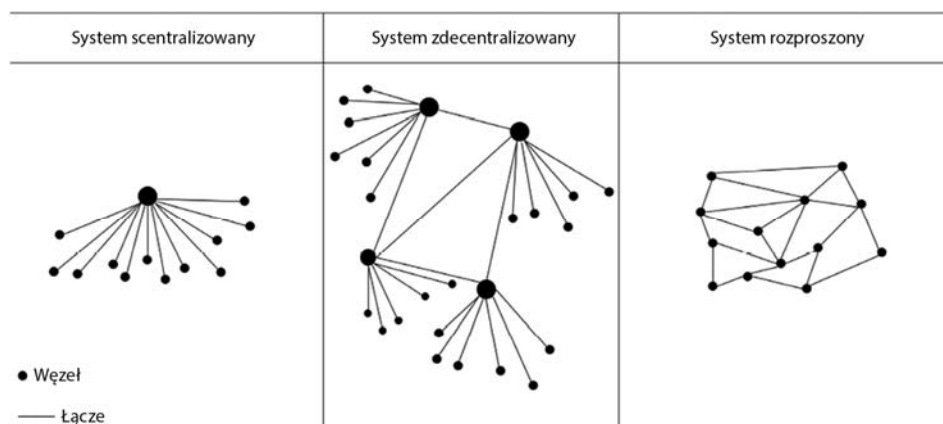 System scentralizowany
System zdecentralizowany
System rozproszony
Węzeł
Łącze